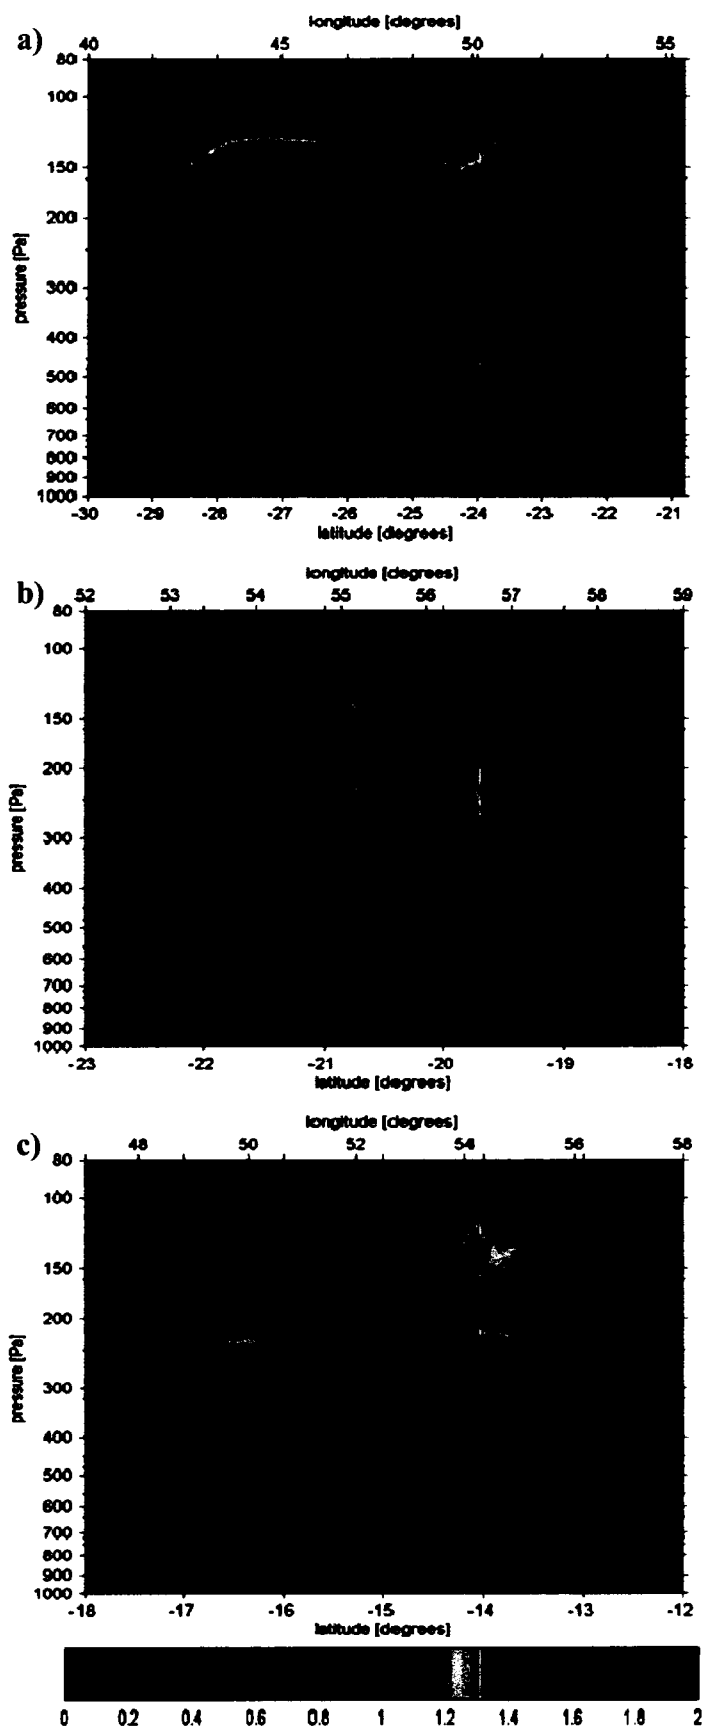 longitude [degrees]
a)
40 45 50 55
80
100
150
200
300
400
500
600
700
800
900
1000
pressure [Pa]
-30 -29 -28 -27 -26 -25 -24 -23 -22 -21
latitude [degrees]
longitude [degrees]
b)
52 53 54 55 56 57 58 59
80
100
150
200
300
400
500
600
700
800
900
1000
pressure [Pa]
-23 -22 -21 -20 -19 -18
latitude [degrees]
longitude [degrees]
c)
48 50 52 54 56 58
80
100
150
200
300
400
500
600
700
800
900
1000
pressure [Pa]
-18 -17 -16 -15 -14 -13 -12
latitude [degrees]
0 0.2 0.4 0.6 0.8 1 1.2 1.4 1.6 1.8 2